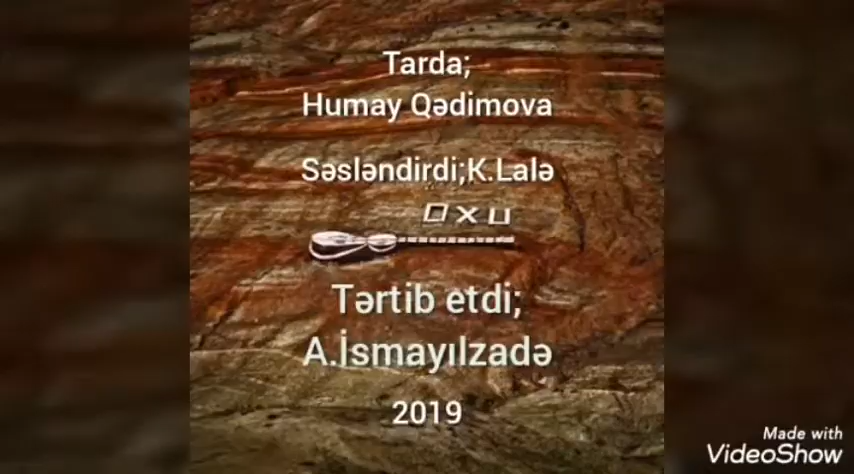 Tarda;
Humay Qədimova
Səsləndirdi;K.Lalə
OXU
Tərtib etdi;
A.İsmayılzadə
2019
Made with
VideoShow